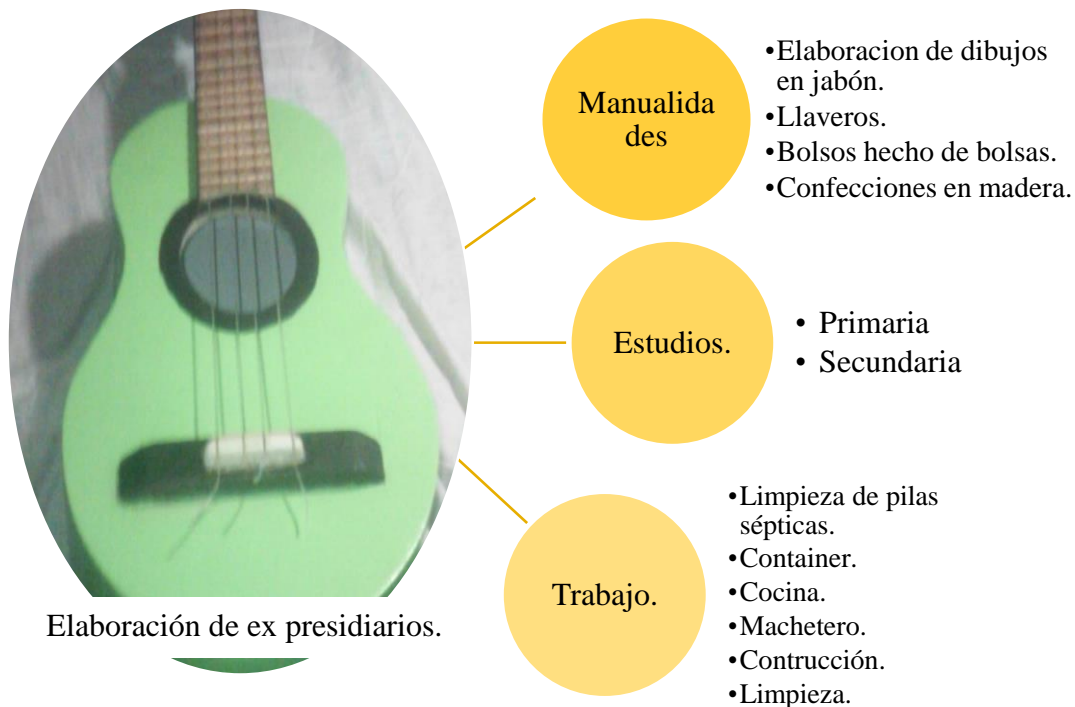 Manualida
des
•Elaboracion de dibujos
en jabón.
•Llaveros.
•Bolsos hecho de bolsas.
•Confecciones en madera.
Estudios.
• Primaria
• Secundaria
Trabajo.
•Limpieza de pilas
sépticas.
•Container.
•Cocina.
•Machetero.
•Contrucción.
•Limpieza.
Elaboración de ex presidiarios.